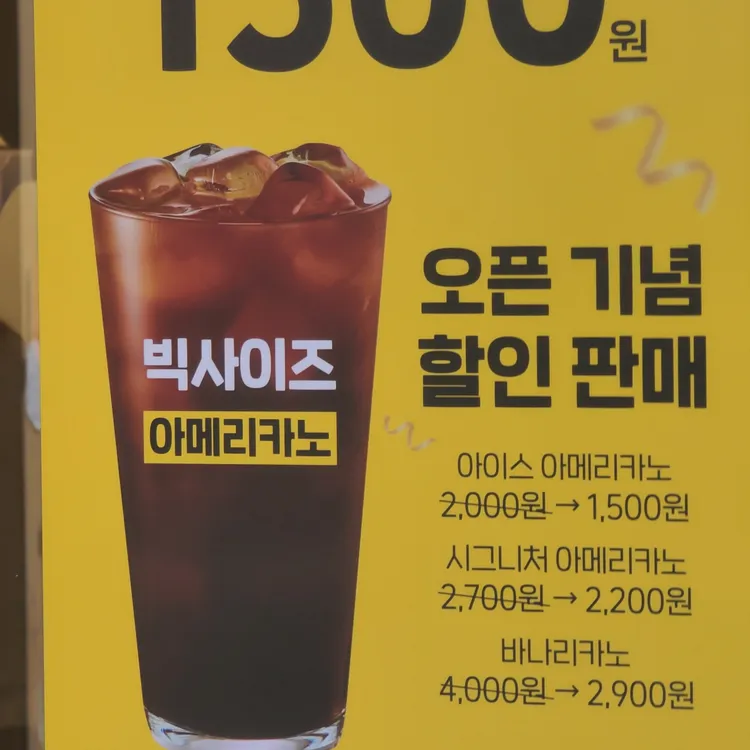 1500원
오픈 기념
할인 판매
빅사이즈
아메리카노
아이스 아메리카노
2,000원 → 1,500원
시그니처 아메리카노
2,700원 → 2,200원
바나리카노
4,000원 → 2,900원